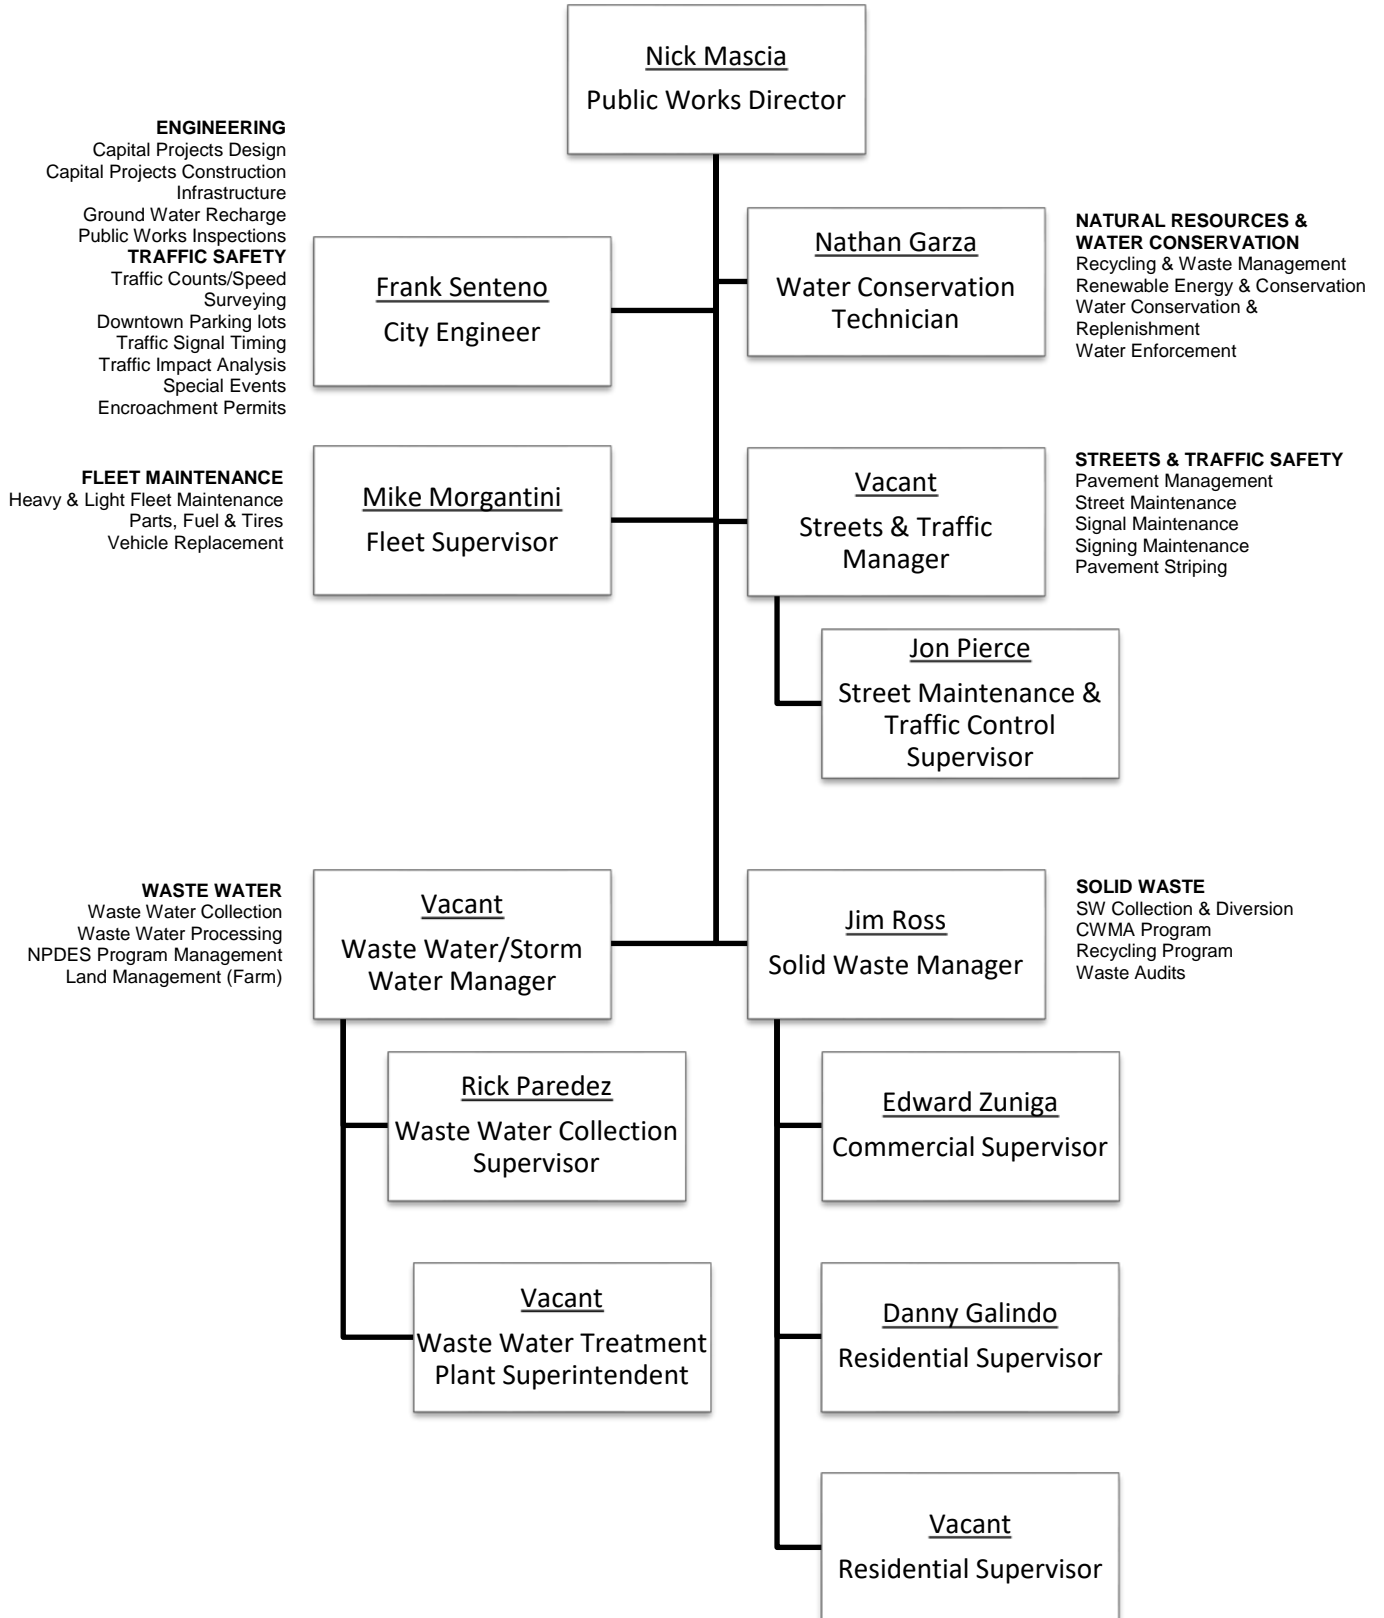 Nick Mascia
Public Works Director
ENGINEERING
Capital Projects Design
Capital Projects Construction
Infrastructure
Ground Water Recharge
Public Works Inspections
TRAFFIC SAFETY
Traffic Counts/Speed
Surveying
Downtown Parking lots
Traffic Signal Timing
Traffic Impact Analysis
Special Events
Encroachment Permits
Frank Senteno
City Engineer
Nathan Garza
Water Conservation
Technician
NATURAL RESOURCES &
WATER CONSERVATION
Recycling & Waste Management
Renewable Energy & Conservation
Water Conservation &
Replenishment
Water Enforcement
FLEET MAINTENANCE
Heavy & Light Fleet Maintenance
Parts, Fuel & Tires
Vehicle Replacement
Mike Morgantini
Fleet Supervisor
Vacant
Streets & Traffic
Manager
STREETS & TRAFFIC SAFETY
Pavement Management
Street Maintenance
Signal Maintenance
Signing Maintenance
Pavement Striping
Jon Pierce
Street Maintenance &
Traffic Control
Supervisor
WASTE WATER
Waste Water Collection
Waste Water Processing
NPDES Program Management
Land Management (Farm)
Vacant
Waste Water/Storm
Water Manager
Jim Ross
Solid Waste Manager
SOLID WASTE
SW Collection & Diversion
CWMA Program
Recycling Program
Waste Audits
Rick Paredez
Waste Water Collection
Supervisor
Edward Zuniga
Commercial Supervisor
Vacant
Waste Water Treatment
Plant Superintendent
Danny Galindo
Residential Supervisor
Vacant
Residential Supervisor